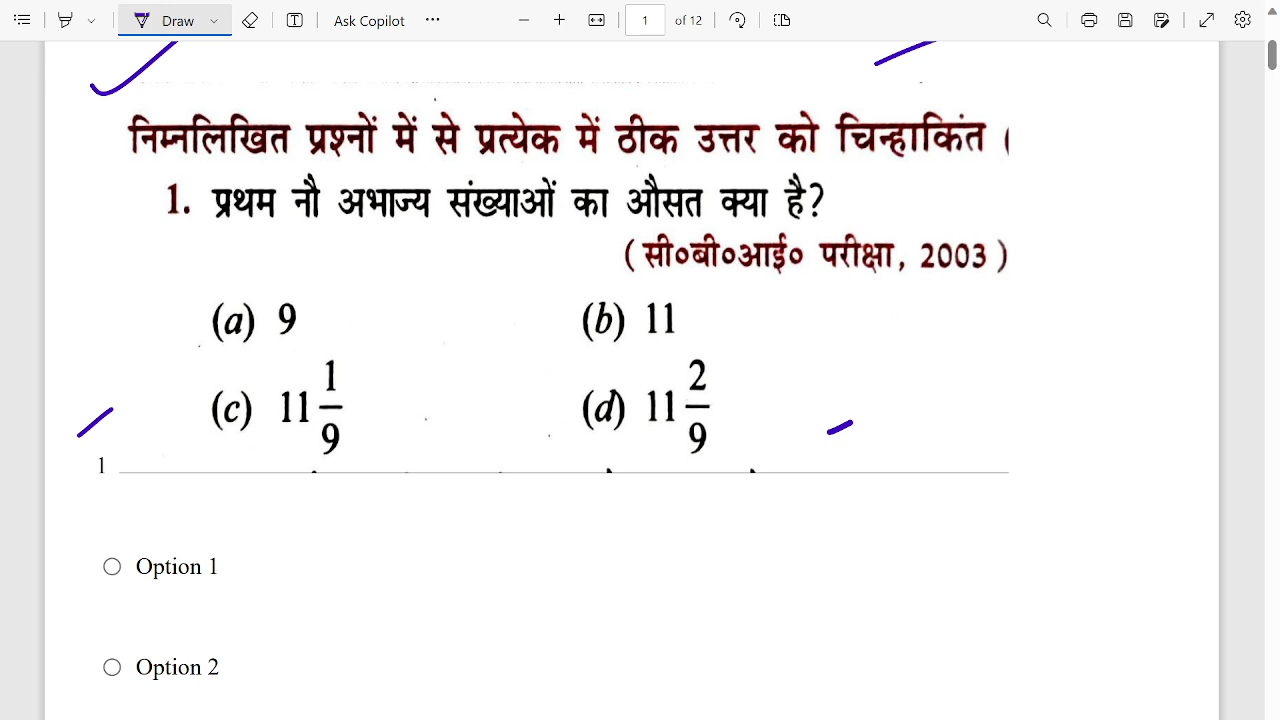 Draw Ask Copilot 1 of 12
निम्नलिखित प्रश्नों में से प्रत्येक में ठीक उत्तर को चिन्हाकिंत ।
1. प्रथम नौ अभाज्य संख्याओं का औसत क्या है?
( सी०बी०आई० परीक्षा, 2003 )
(a) 9 (b) 11
(c) 11 1/9 (d) 11 2/9
1
Option 1
Option 2